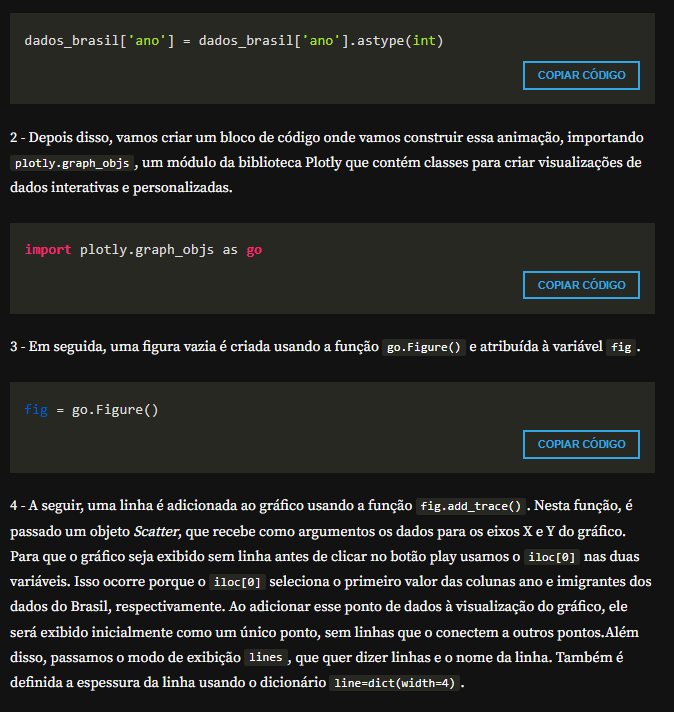 dados_brasil['ano'] = dados_brasil['ano'].astype(int)
COPIAR CÓDIGO
2 - Depois disso, vamos criar um bloco de código onde vamos construir essa animação, importando
plotly.graph_objs, um módulo da biblioteca Plotly que contém classes para criar visualizações de
dados interativas e personalizadas.
import plotly.graph_objs as go
COPIAR CÓDIGO
3 - Em seguida, uma figura vazia é criada usando a função go.Figure() e atribuída à variável fig.
fig = go.Figure()
COPIAR CÓDIGO
4 - A seguir, uma linha é adicionada ao gráfico usando a função fig.add_trace(). Nesta função, é
passado um objeto Scatter, que recebe como argumentos os dados para os eixos X e Y do gráfico.
Para que o gráfico seja exibido sem linha antes de clicar no botão play usamos o iloc[0] nas duas
variáveis. Isso ocorre porque o iloc[0] seleciona o primeiro valor das colunas ano e imigrantes dos
dados do Brasil, respectivamente. Ao adicionar esse ponto de dados à visualização do gráfico, ele
será exibido inicialmente como um único ponto, sem linhas que o conectem a outros pontos.Além
disso, passamos o modo de exibição lines, que quer dizer linhas e o nome da linha. Também é
definida a espessura da linha usando o dicionário line=dict(width=4).